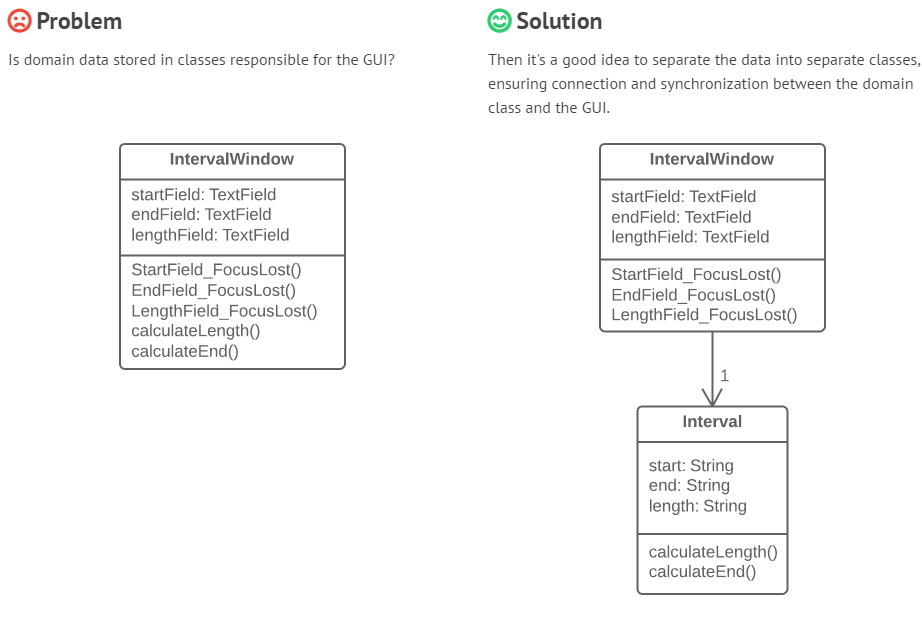 Problem
Is domain data stored in classes responsible for the GUI?
IntervalWindow
startField: TextField
endField: TextField
lengthField: TextField
StartField_FocusLost()
EndField_FocusLost()
LengthField_FocusLost()
calculateLength()
calculateEnd()
Solution
Then it's a good idea to separate the data into separate classes,
ensuring connection and synchronization between the domain
class and the GUI.
IntervalWindow
startField: TextField
endField: TextField
lengthField: TextField
StartField_FocusLost()
EndField_FocusLost()
LengthField_FocusLost()
1
Interval
start: String
end: String
length: String
calculateLength()
calculateEnd()